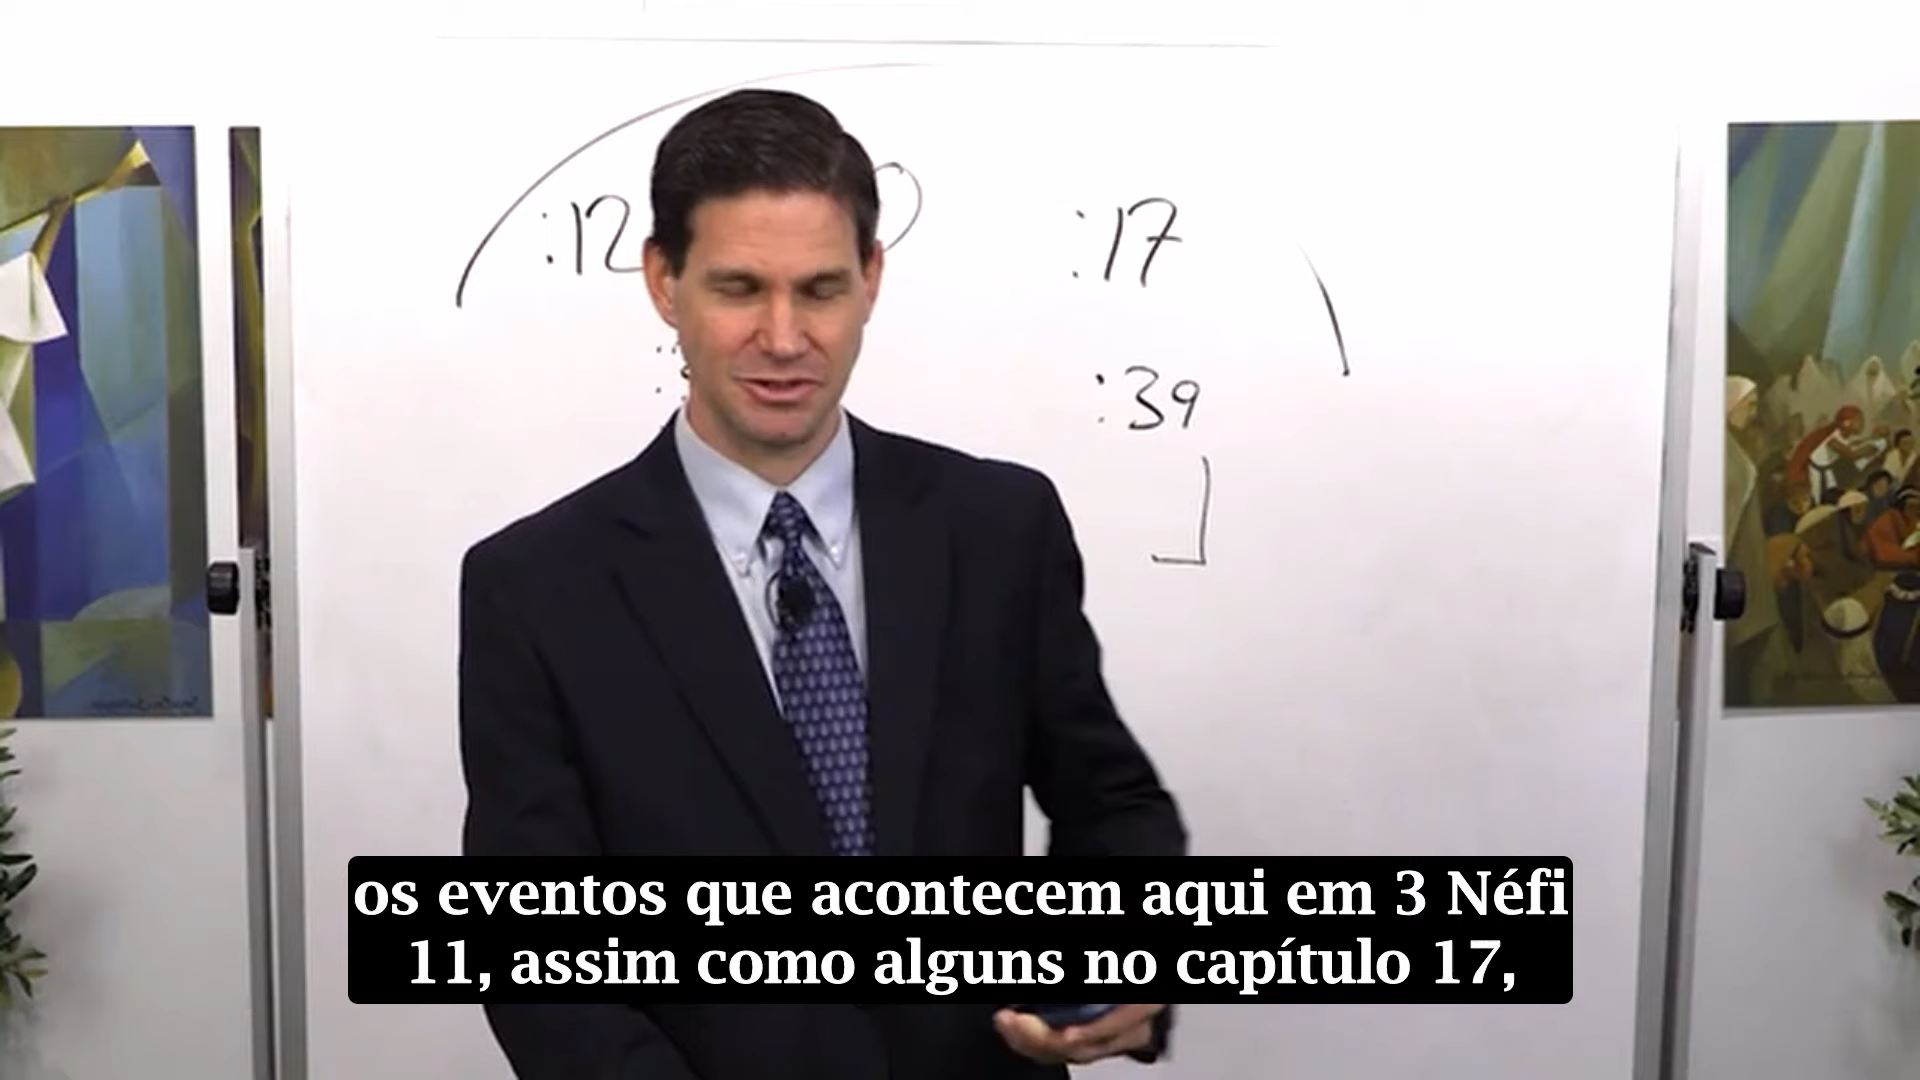 :12
:17
:39
os eventos que acontecem aqui em 3 Néfi
11, assim como alguns no capítulo 17,